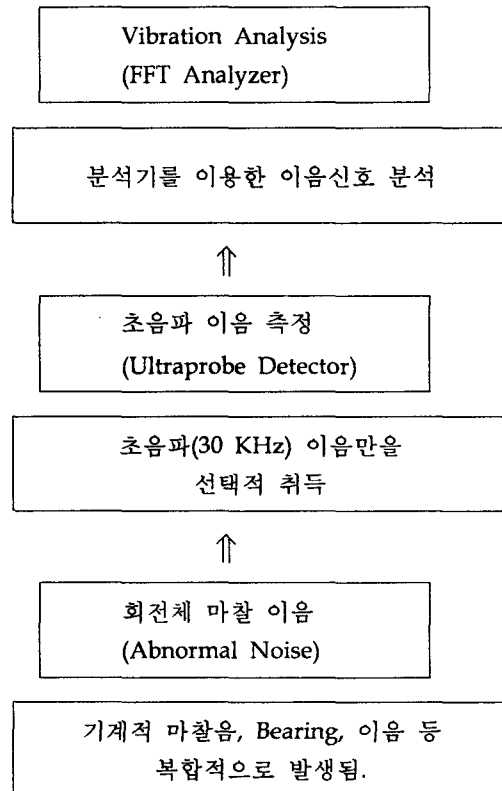 Vibration Analysis
(FFT Analyzer)
분석기를 이용한 이음신호 분석
⇑
초음파 이음 측정
(Ultraprobe Detector)
초음파(30 KHz) 이음만을
선택적 취득
⇑
회전체 마찰 이음
(Abnormal Noise)
기계적 마찰음, Bearing, 이음 등
복합적으로 발생됨.